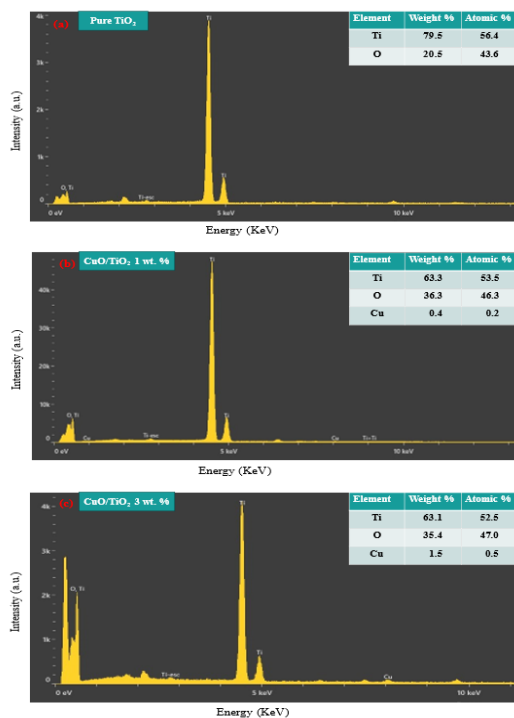 (a) Pure TiO₂
Element Weight % Atomic %
Ti 79.5 56.4
O 20.5 43.6
Intensity (a.u.)
4k
3k
2k
1k
0
O, Ti
Ti-esc
Ti
Ti
0 eV 5 keV 10 keV
Energy (KeV)
(b) CuO/TiO₂ 1 wt. %
Element Weight % Atomic %
Ti 63.3 53.5
O 36.3 46.3
Cu 0.4 0.2
Intensity (a.u.)
40k
30k
20k
10k
0
O, Ti
Cu
Ti-esc
Ti
Ti
Cu
Ti-Ti
0 eV 5 keV 10 keV
Energy (KeV)
(c) CuO/TiO₂ 3 wt. %
Element Weight % Atomic %
Ti 63.1 52.5
O 35.4 47.0
Cu 1.5 0.5
Intensity (a.u.)
4k
3k
2k
1k
0
O, Ti
Ti-esc
Ti
Ti
Cu
0 eV 5 keV 10 keV
Energy (KeV)